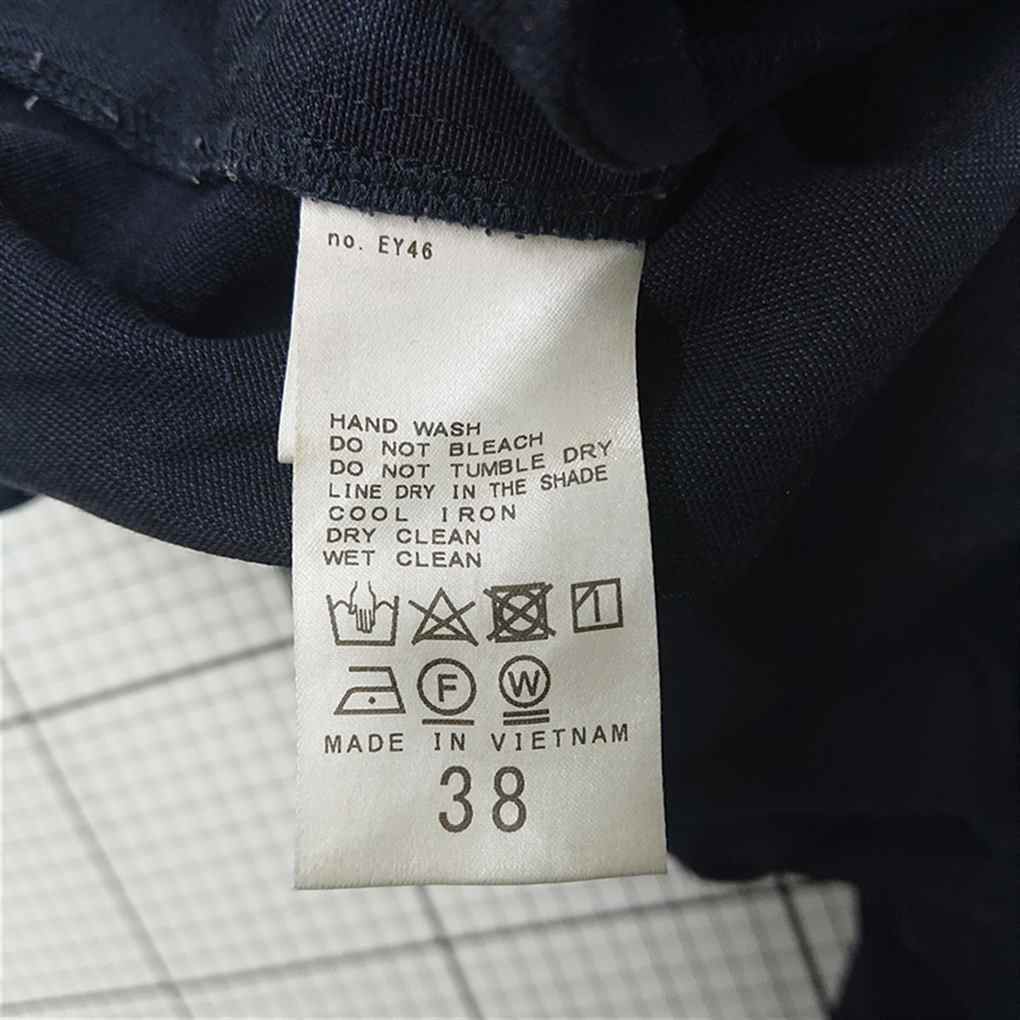 no. EY46
HAND WASH
DO NOT BLEACH
DO NOT TUMBLE DRY
LINE DRY IN THE SHADE
COOL IRON
DRY CLEAN
WET CLEAN
F W
MADE IN VIETNAM
38